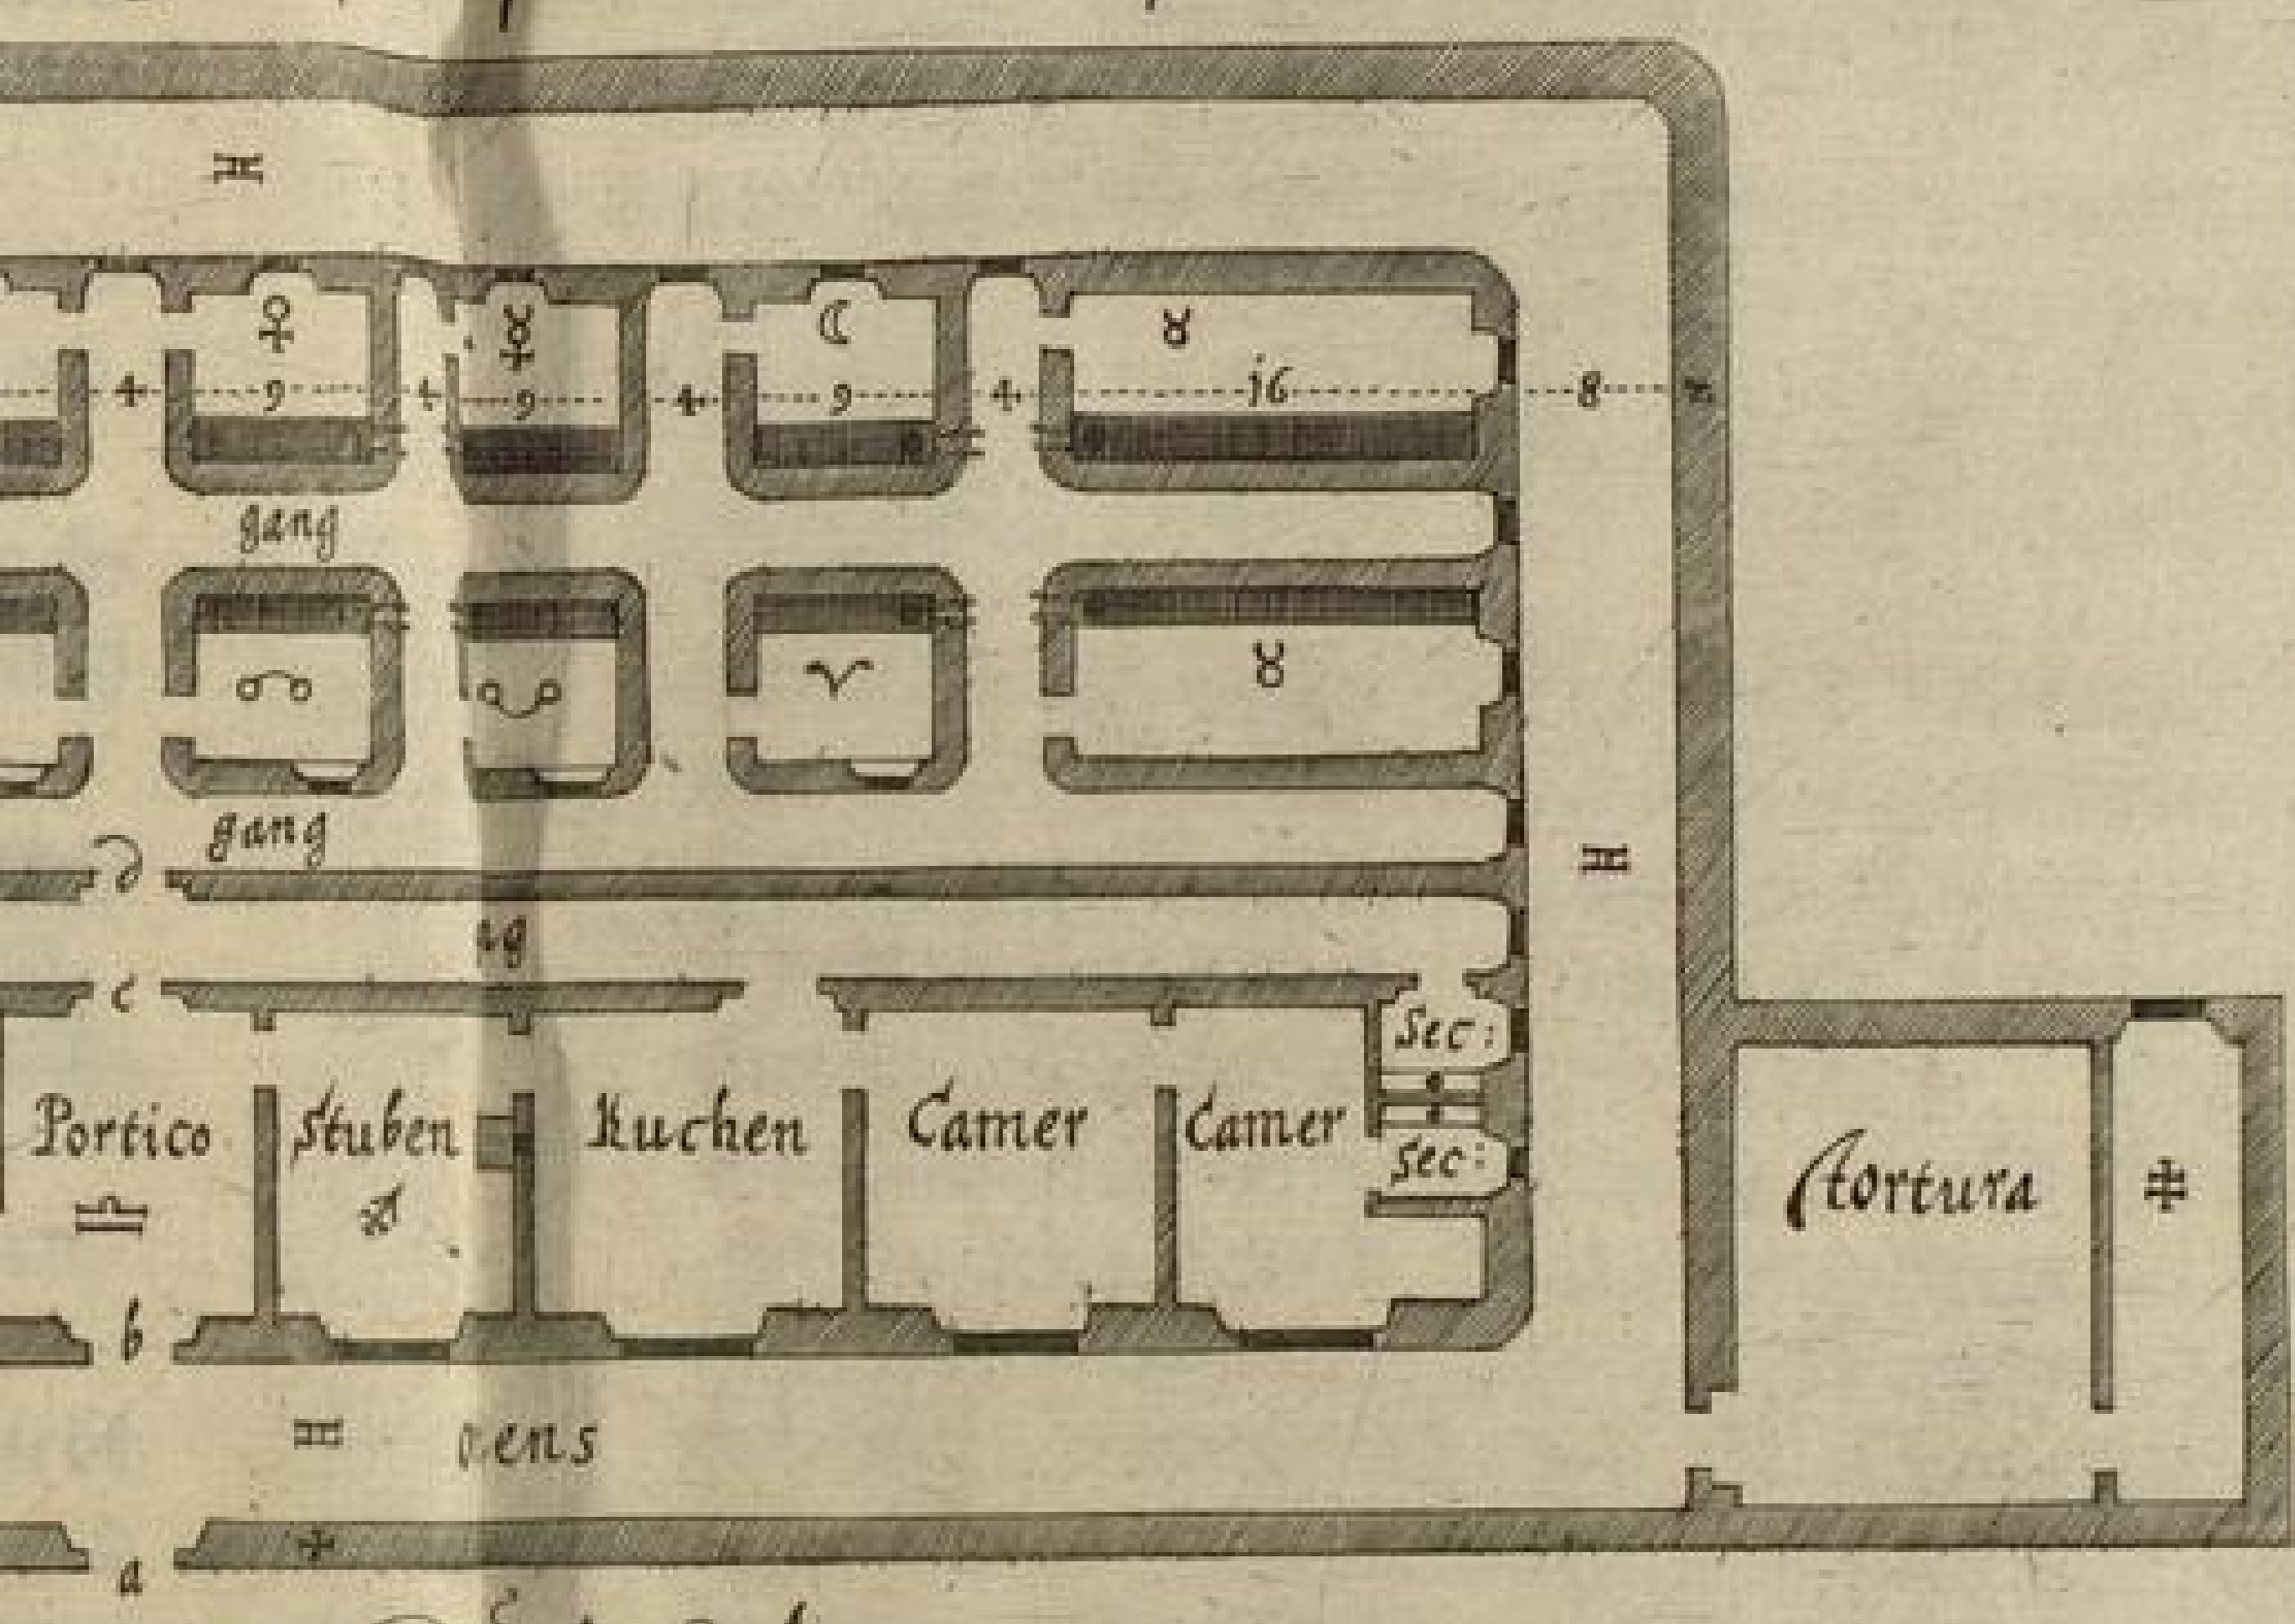 ♊
♀ ☿ ☾ ♉
4 9 4 9 4 9 4 16 8
gang
☊ ☋ ♈ ♉
gang
d
♊
c
Sec:
Portico Stuben Kuchen Camer Camer
Sec:
tortura
♎ ♐
b
♊
a